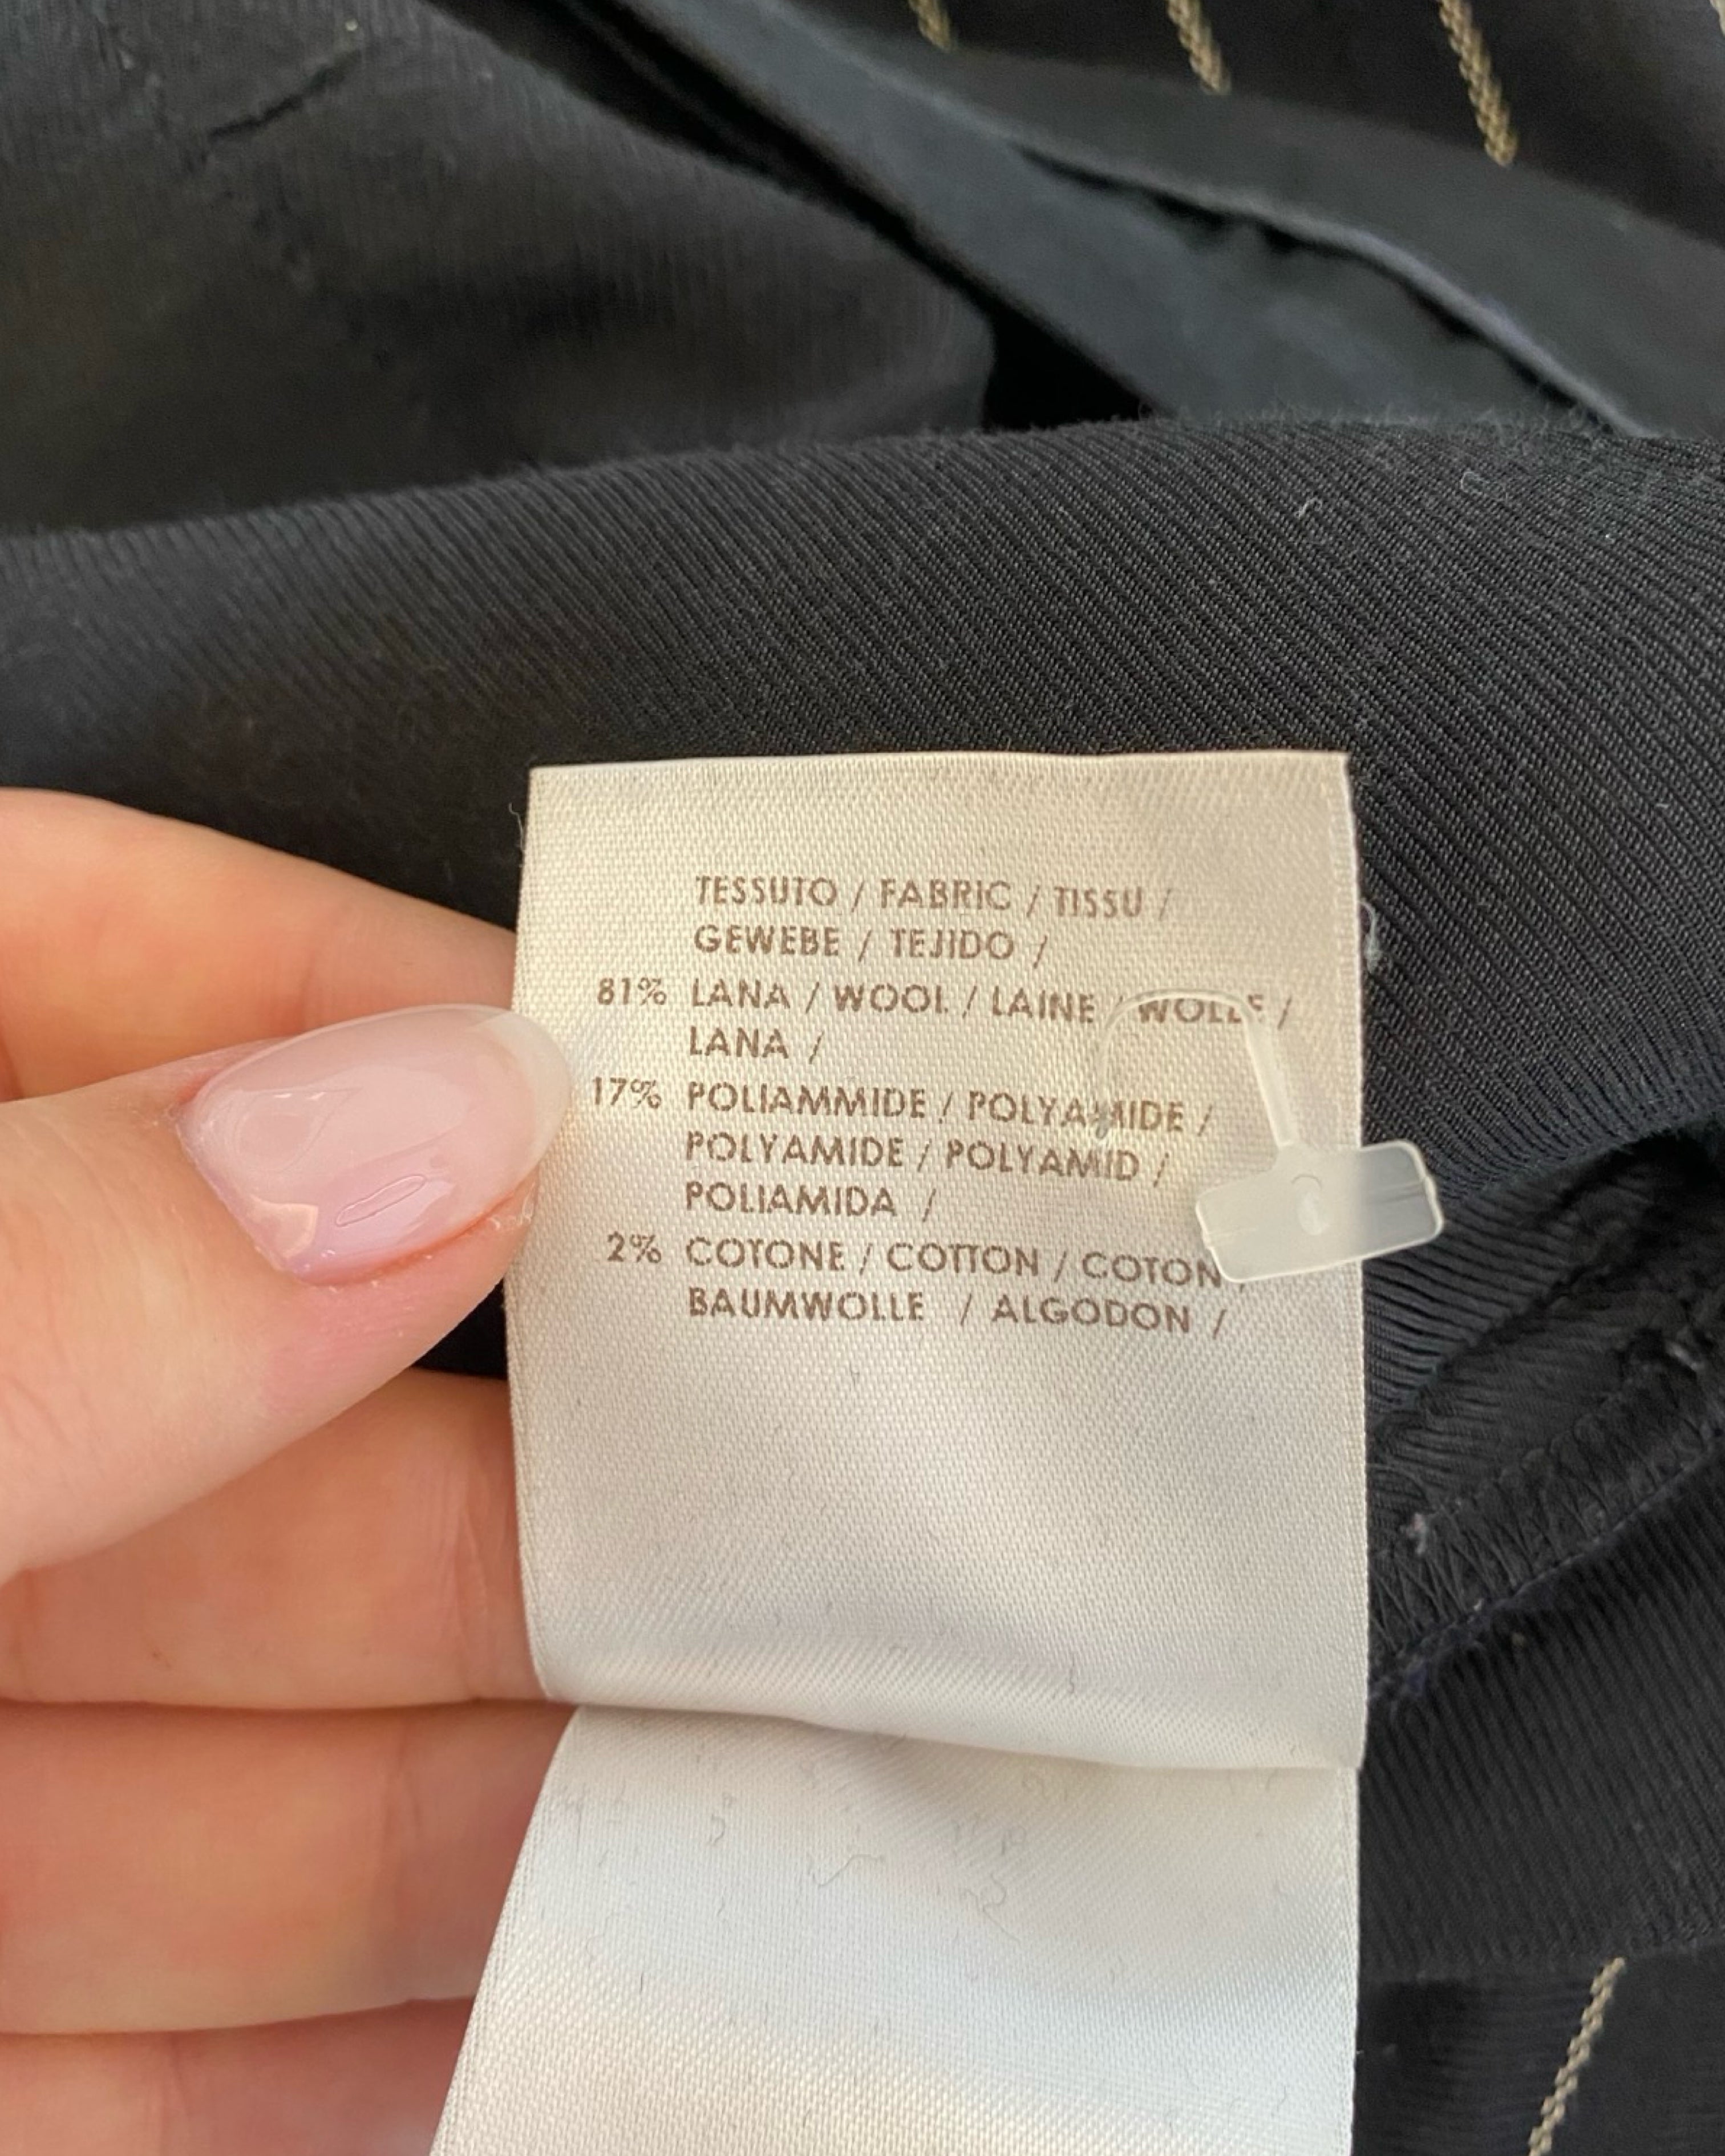 TESSUTO / FABRIC / TISSU /
GEWEBE / TEJIDO /
81% LANA / WOOL / LAINE / WOLLE /
LANA /
17% POLIAMMIDE / POLYAMIDE /
POLYAMIDE / POLYAMID /
POLIAMIDA /
2% COTONE / COTTON / COTON /
BAUMWOLLE / ALGODON /